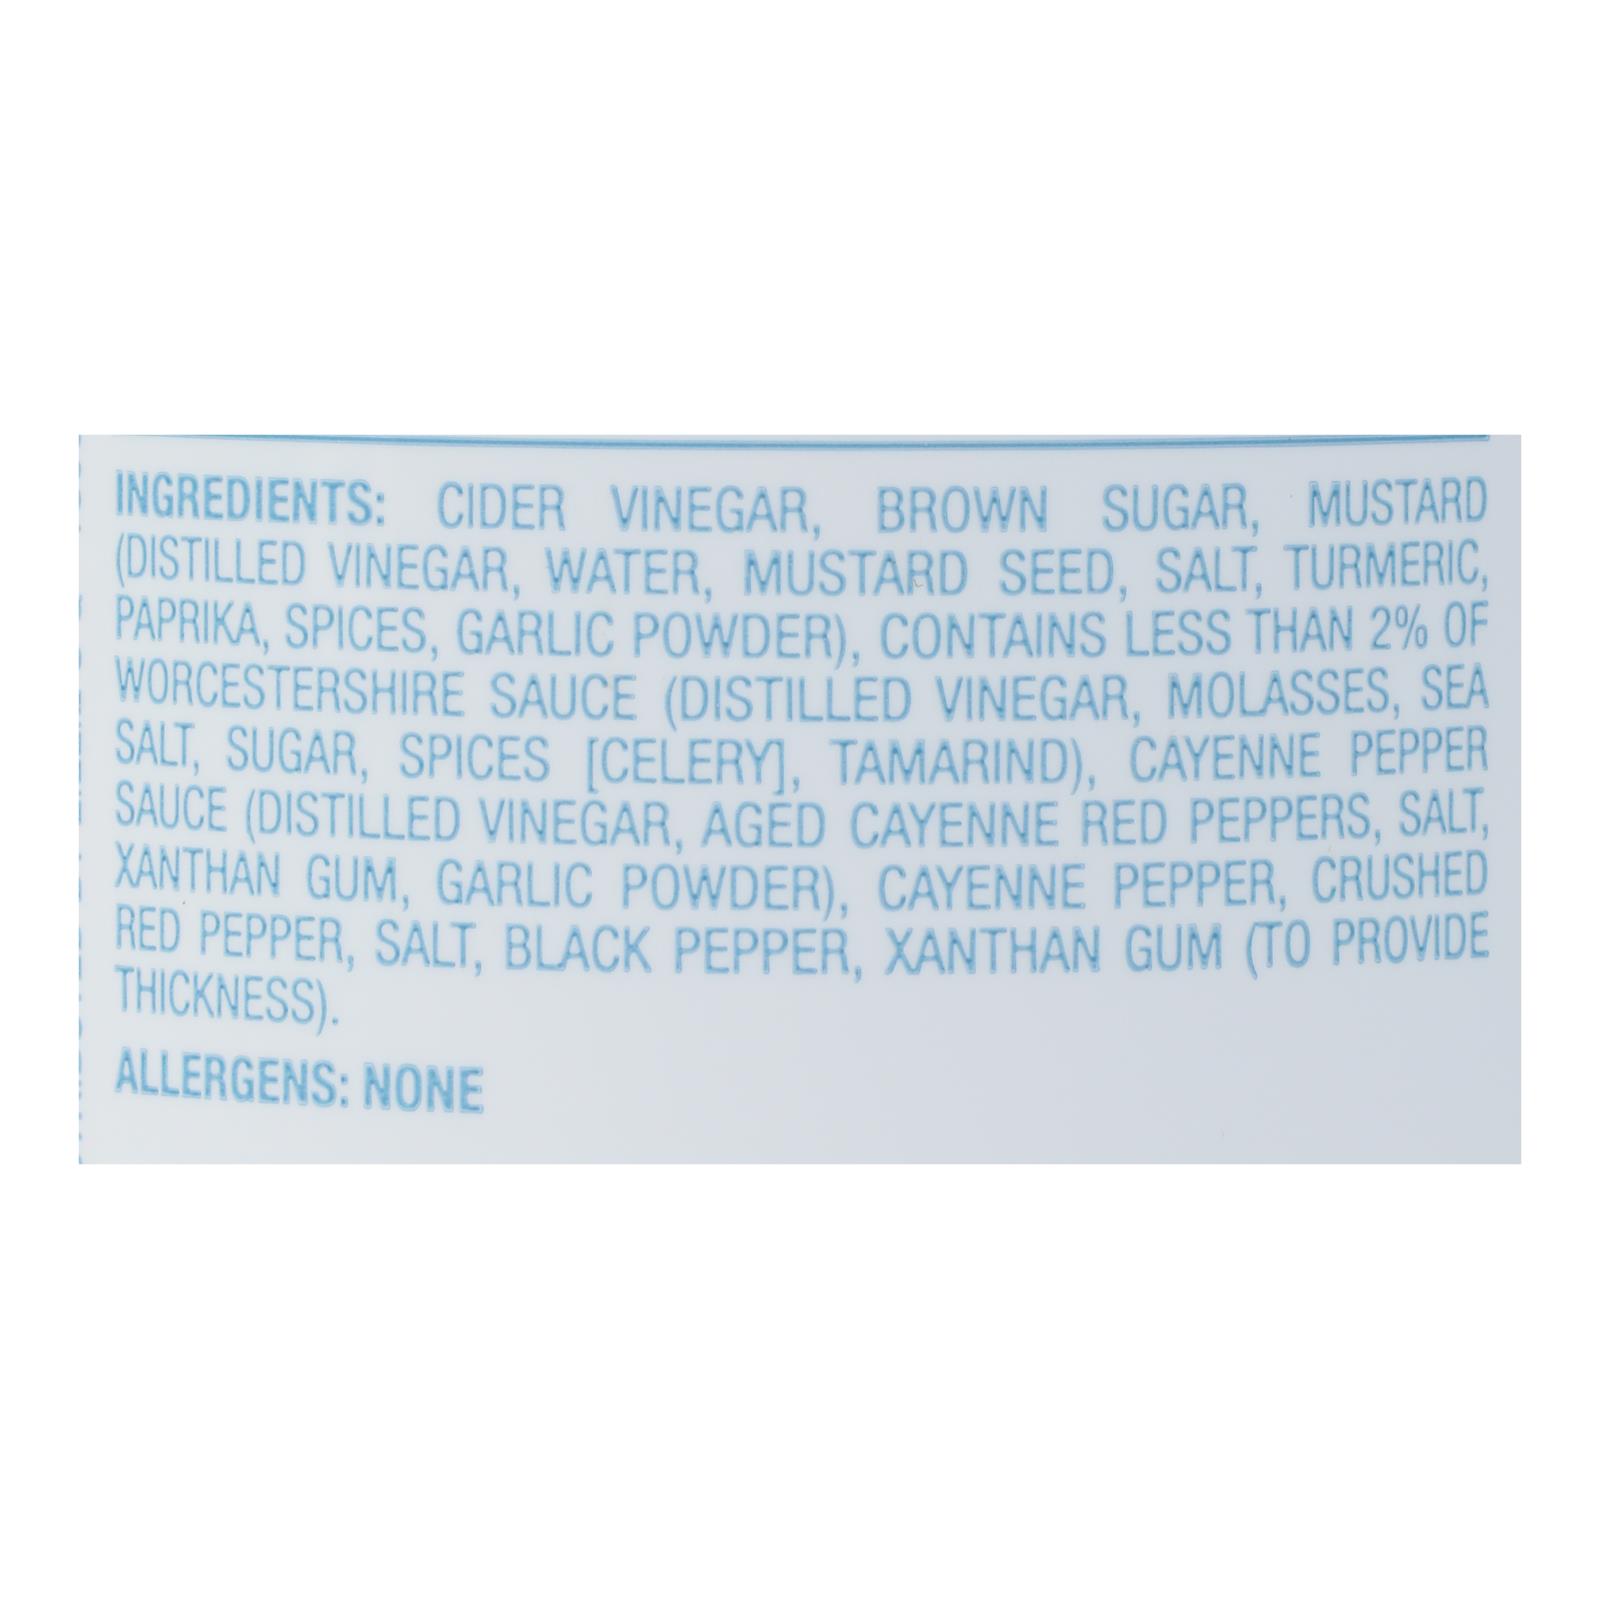 INGREDIENTS: CIDER VINEGAR, BROWN SUGAR, MUSTARD
(DISTILLED VINEGAR, WATER, MUSTARD SEED, SALT, TURMERIC,
PAPRIKA, SPICES, GARLIC POWDER), CONTAINS LESS THAN 2% OF
WORCESTERSHIRE SAUCE (DISTILLED VINEGAR, MOLASSES, SEA
SALT, SUGAR, SPICES [CELERY], TAMARIND), CAYENNE PEPPER
SAUCE (DISTILLED VINEGAR, AGED CAYENNE RED PEPPERS, SALT,
XANTHAN GUM, GARLIC POWDER), CAYENNE PEPPER, CRUSHED
RED PEPPER, SALT, BLACK PEPPER, XANTHAN GUM (TO PROVIDE
THICKNESS).
ALLERGENS: NONE